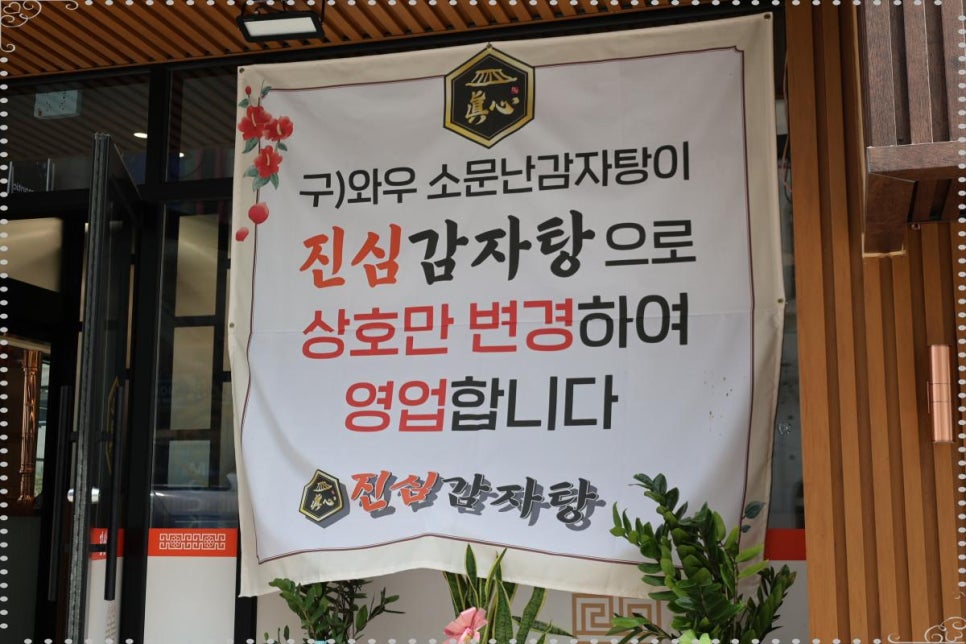 眞心
구)와우 소문난감자탕이
진심감자탕으로
상호만 변경하여
영업합니다
眞心 진심감자탕